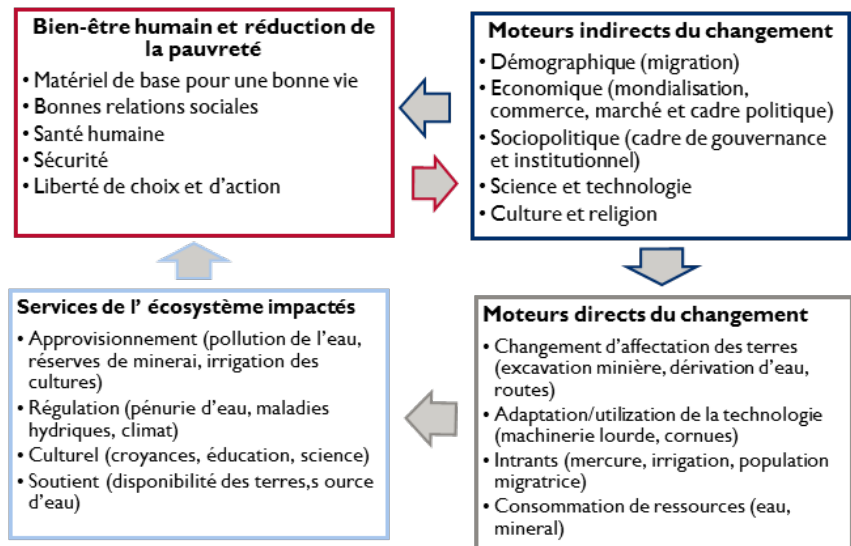 Bien-être humain et réduction de
la pauvreté
• Matériel de base pour une bonne vie
• Bonnes relations sociales
• Santé humaine
• Sécurité
• Liberté de choix et d'action
Moteurs indirects du changement
• Démographique (migration)
• Economique (mondialisation,
commerce, marché et cadre politique)
• Sociopolitique (cadre de gouvernance
et institutionnel)
• Science et technologie
• Culture et religion
Services de l' écosystème impactés
• Approvisionnement (pollution de l'eau,
réserves de minerai, irrigation des
cultures)
• Régulation (pénurie d'eau, maladies
hydriques, climat)
• Culturel (croyances, éducation, science)
• Soutient (disponibilité des terres,s ource
d'eau)
Moteurs directs du changement
• Changement d'affectation des terres
(excavation minière, dérivation d'eau,
routes)
• Adaptation/utilization de la technologie
(machinerie lourde, cornues)
• Intrants (mercure, irrigation, population
migratrice)
• Consommation de ressources (eau,
mineral)